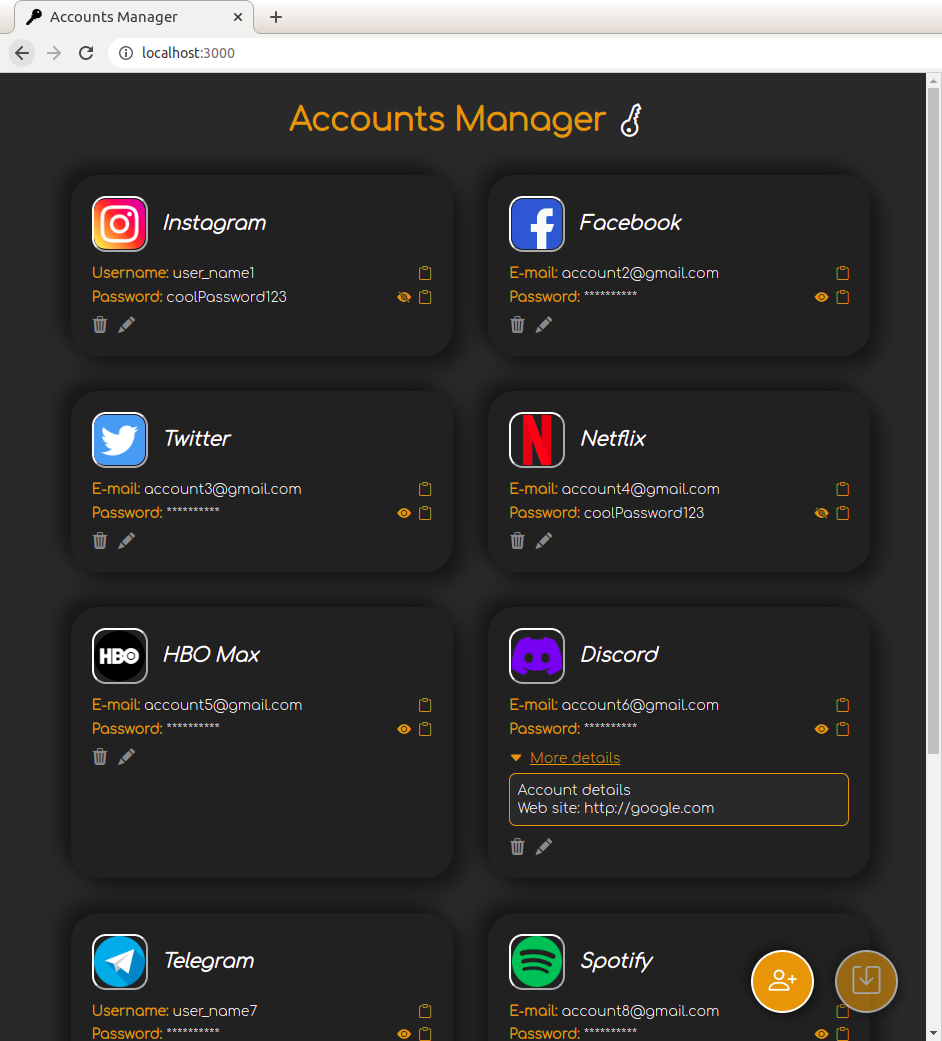 Accounts Manager
localhost:3000
Accounts Manager
Instagram
Username: user_name1
Password: coolPassword123
Facebook
E-mail: account2@gmail.com
Password: **********
Twitter
E-mail: account3@gmail.com
Password: **********
Netflix
E-mail: account4@gmail.com
Password: coolPassword123
HBO
HBO Max
E-mail: account5@gmail.com
Password: **********
Discord
E-mail: account6@gmail.com
Password: **********
More details
Account details
Web site: http://google.com
Telegram
Username: user_name7
Password: **********
Spotify
E-mail: account8@gmail.com
Password: **********